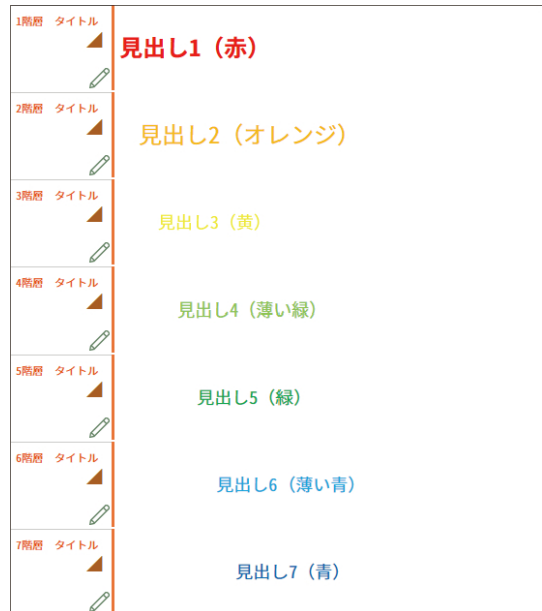 1階層 タイトル
見出し1（赤）
2階層 タイトル
見出し2（オレンジ）
3階層 タイトル
見出し3（黄）
4階層 タイトル
見出し4（薄い緑）
5階層 タイトル
見出し5（緑）
6階層 タイトル
見出し6（薄い青）
7階層 タイトル
見出し7（青）